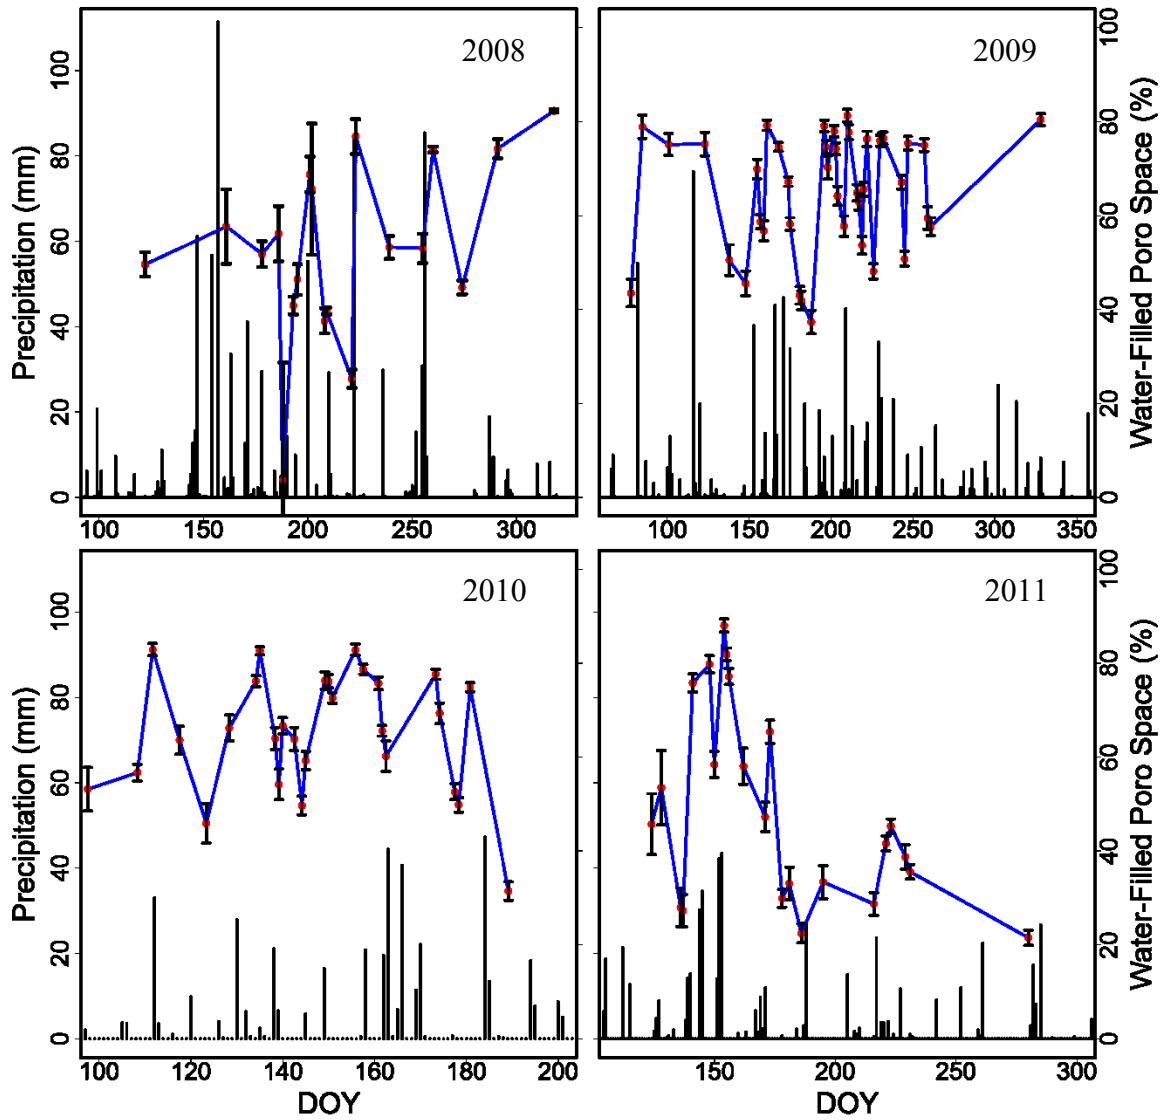 2008
2009
Precipitation (mm)
0 20 40 60 80 100
Water-Filled Poro Space (%)
0 20 40 60 80 100
100 150 200 250 300
100 150 200 250 300 350
2010
2011
Precipitation (mm)
0 20 40 60 80 100
Water-Filled Poro Space (%)
0 20 40 60 80 100
100 120 140 160 180 200
150 200 250 300
DOY
DOY